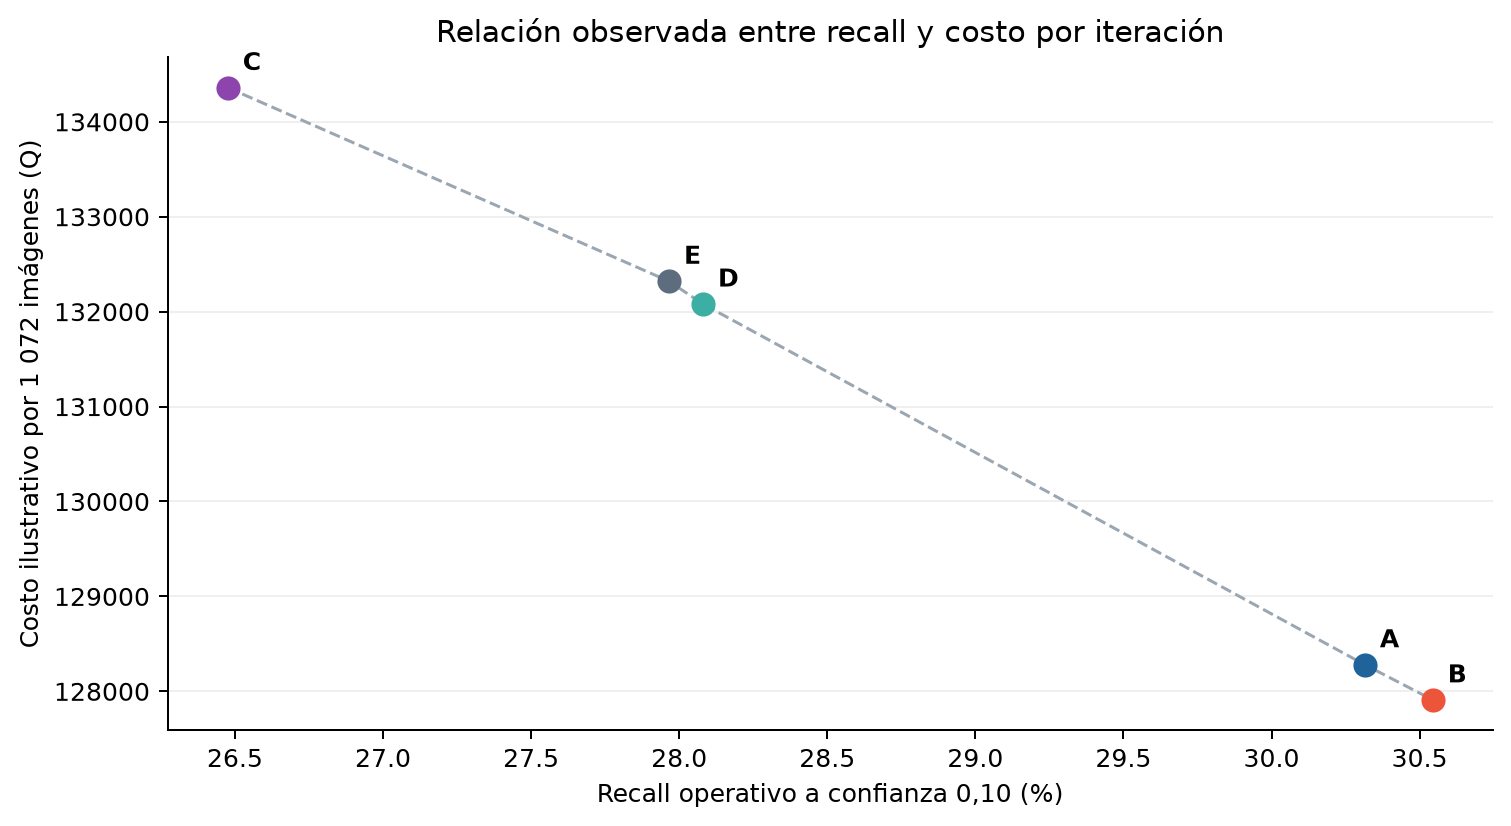 Relación observada entre recall y costo por iteración
Costo ilustrativo por 1 072 imágenes (Q)
134000
133000
132000
131000
130000
129000
128000
C
E
D
A
B
26.5 27.0 27.5 28.0 28.5 29.0 29.5 30.0 30.5
Recall operativo a confianza 0,10 (%)